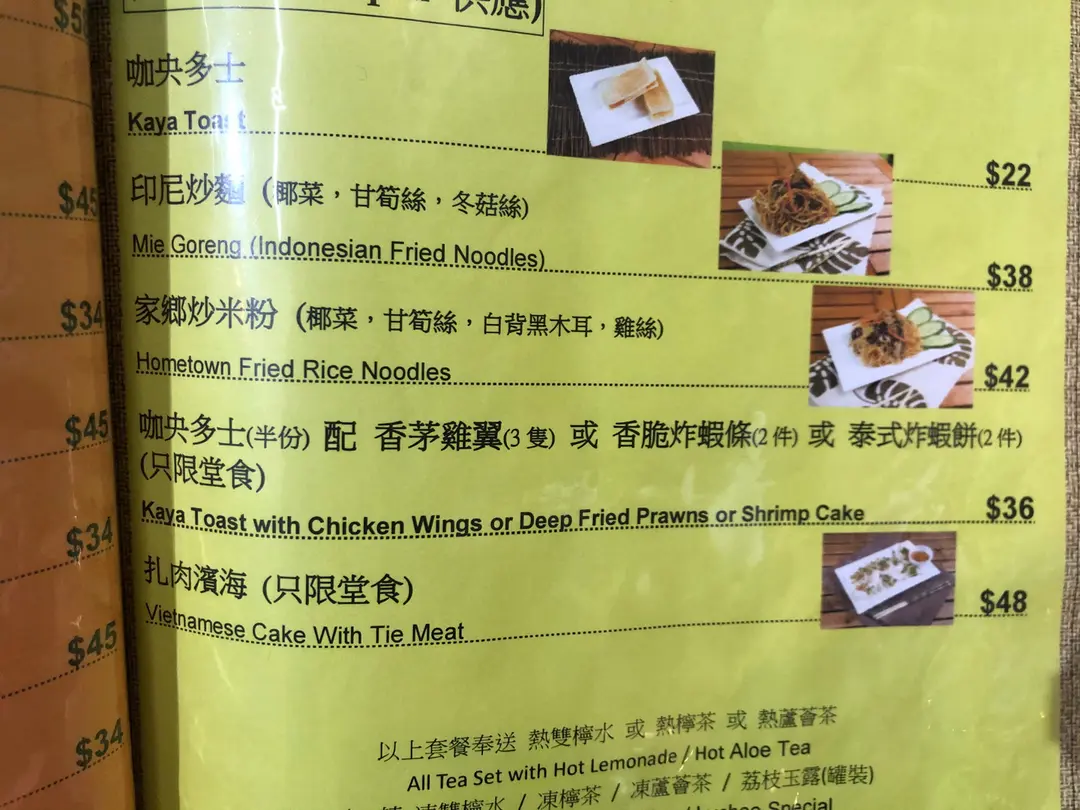 供應)
咖央多士
Kaya Toast
$22
印尼炒麵 (椰菜，甘筍絲，冬菇絲)
Mie Goreng (Indonesian Fried Noodles)
$38
家鄉炒米粉 (椰菜，甘筍絲，白背黑木耳，雞絲)
Hometown Fried Rice Noodles
$42
咖央多士(半份) 配 香茅雞翼(3 隻) 或 香脆炸蝦條(2 件) 或 泰式炸蝦餅(2 件)
(只限堂食)
Kaya Toast with Chicken Wings or Deep Fried Prawns or Shrimp Cake
$36
扎肉濱海 (只限堂食)
Vietnamese Cake With Tie Meat
$48
以上套餐奉送 熱雙檸水 或 熱檸茶 或 熱蘆薈茶
All Tea Set with Hot Lemonade / Hot Aloe Tea
凍雙檸水 / 凍檸茶 / 凍蘆薈茶 / 荔枝玉露(罐裝)
Special
$45
$34
$45
$34
$45
$34